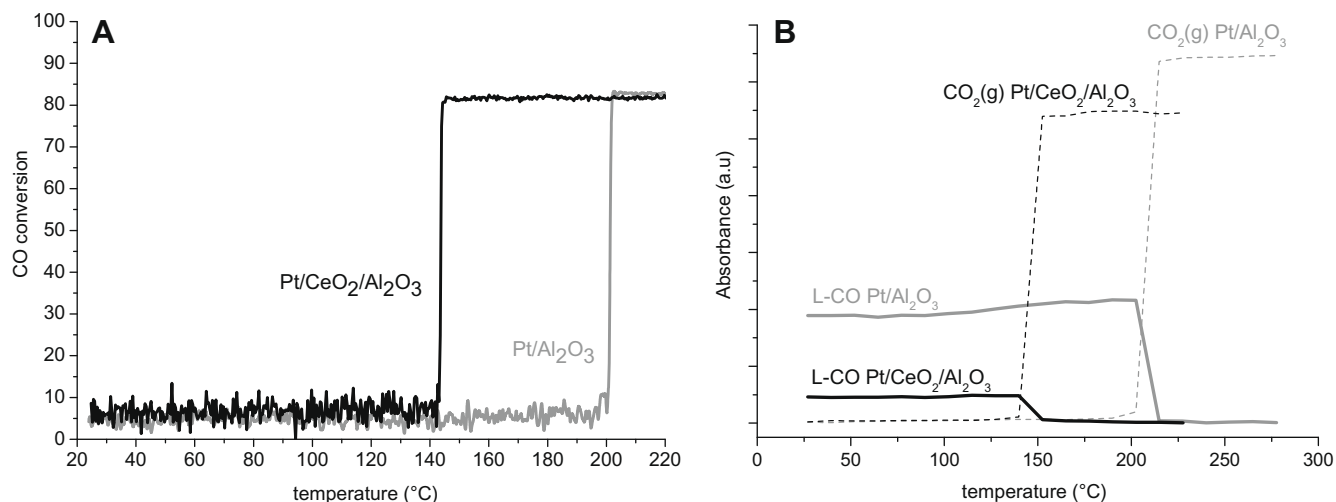 A
100
90
80
70
60
50
40
30
20
10
0
CO conversion
Pt/CeO₂/Al₂O₃
Pt/Al₂O₃
20 40 60 80 100 120 140 160 180 200 220
temperature (°C)
B
CO₂(g) Pt/Al₂O₃
CO₂(g) Pt/CeO₂/Al₂O₃
Absorbance (a.u)
L-CO Pt/Al₂O₃
L-CO Pt/CeO₂/Al₂O₃
0 50 100 150 200 250 300
temperature (°C)